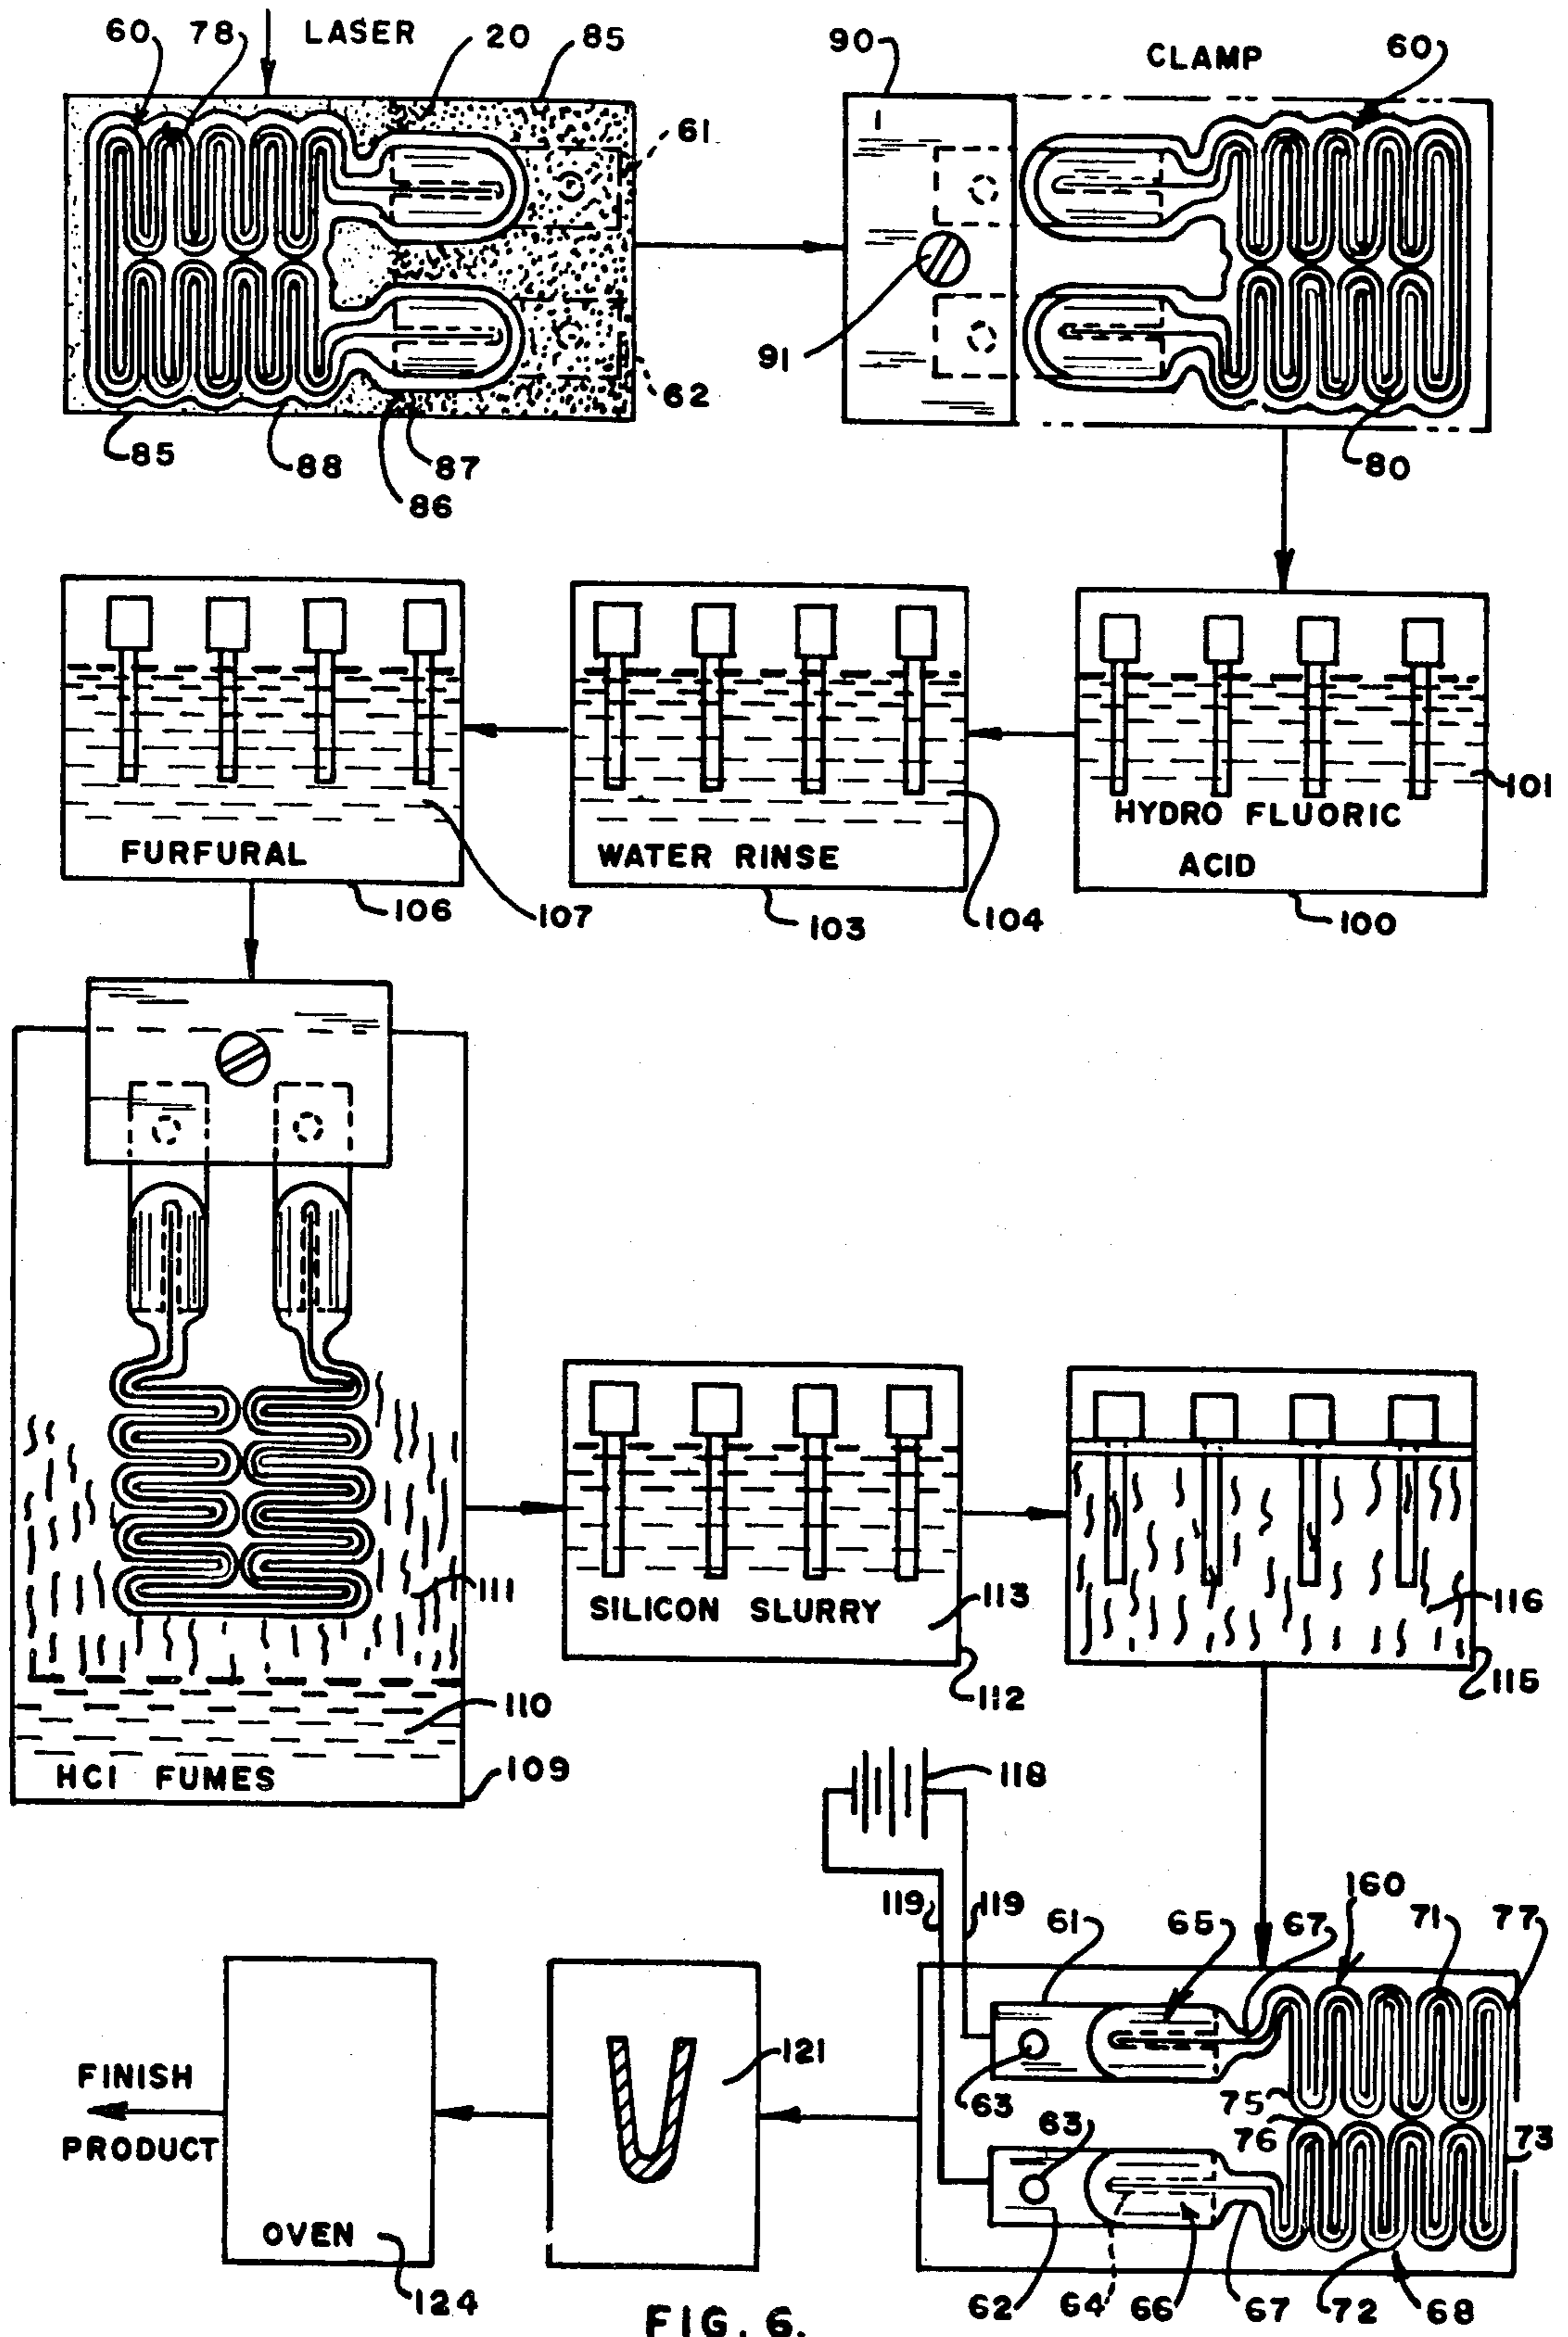 60 78 LASER 20 85 90 CLAMP 60
61
91
62
85 88 87 80
86
101
HYDRO FLUORIC
FURFURAL WATER RINSE ACID
106 107 103 104 100
111 SILICON SLURRY 113 116
112 115
110
HCl FUMES 109
118
119 119 61 65 67 160 71 77
121
FINISH
63 75
PRODUCT 63 76 73
OVEN
124 62 64 66 67 72 68
FIG. 6.